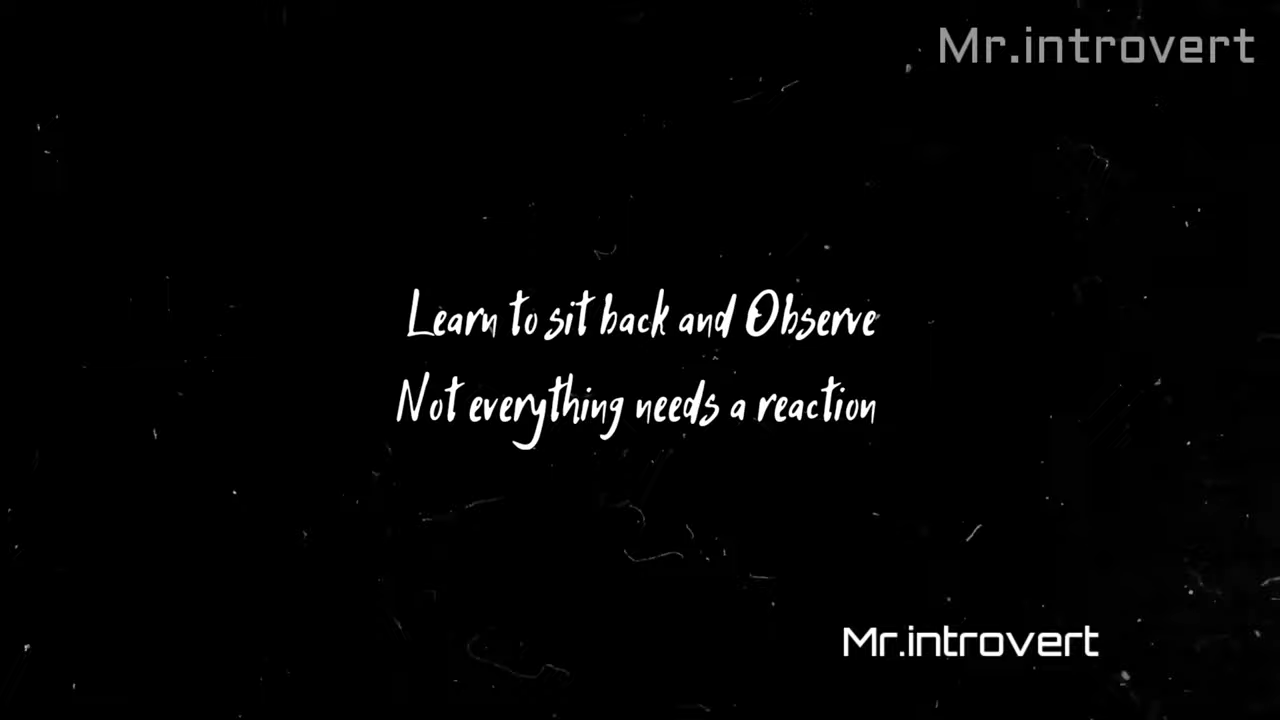 Mr.introvert
Learn to sit back and Observe
Not everything needs a reaction
Mr.introvert